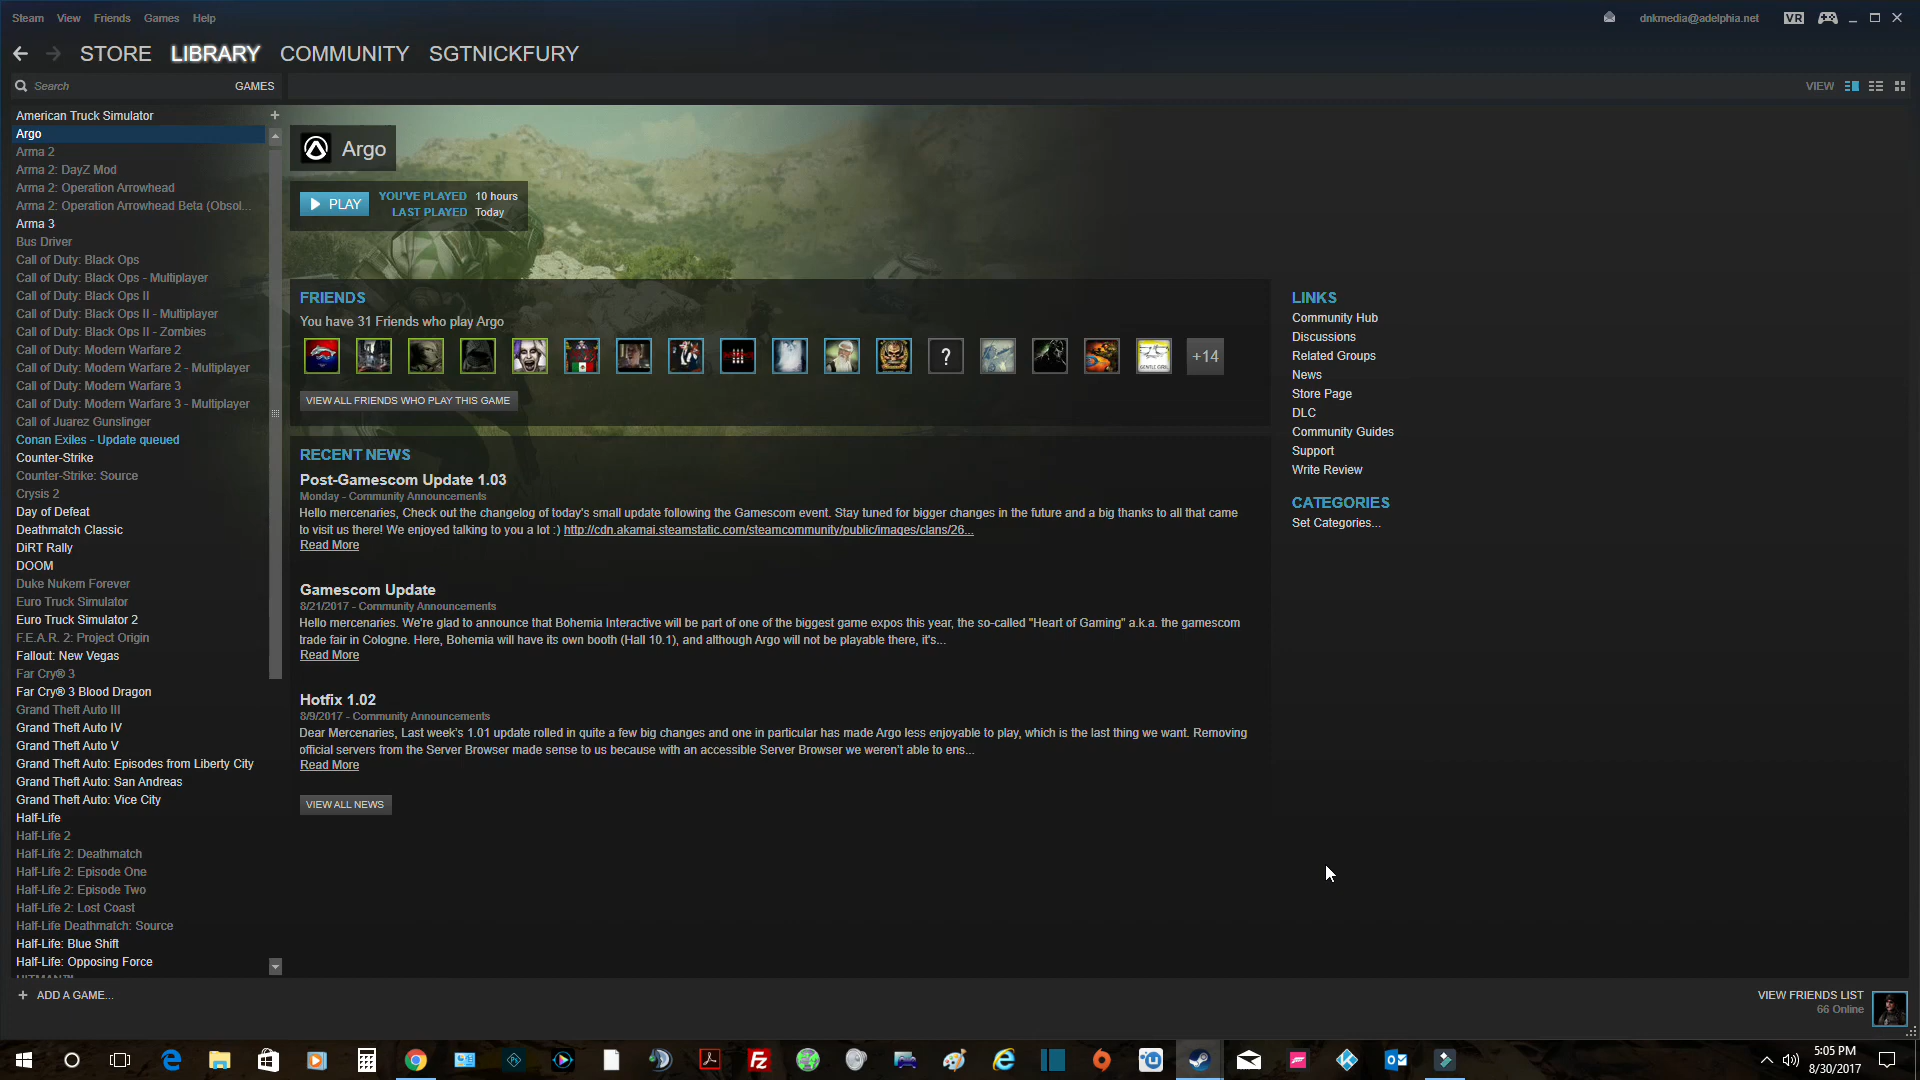 Steam View Friends Games Help
dnkmedia@adelphia.net VR
STORE LIBRARY COMMUNITY SGTNICKFURY
Search GAMES
VIEW
American Truck Simulator
Argo
Arma 2
Arma 2: DayZ Mod
Arma 2: Operation Arrowhead
Arma 2: Operation Arrowhead Beta (Obsol...
Arma 3
Bus Driver
Call of Duty: Black Ops
Call of Duty: Black Ops - Multiplayer
Call of Duty: Black Ops II
Call of Duty: Black Ops II - Multiplayer
Call of Duty: Black Ops II - Zombies
Call of Duty: Modern Warfare 2
Call of Duty: Modern Warfare 2 - Multiplayer
Call of Duty: Modern Warfare 3
Call of Duty: Modern Warfare 3 - Multiplayer
Call of Juarez Gunslinger
Conan Exiles - Update queued
Counter-Strike
Counter-Strike: Source
Crysis 2
Day of Defeat
Deathmatch Classic
DiRT Rally
DOOM
Duke Nukem Forever
Euro Truck Simulator
Euro Truck Simulator 2
F.E.A.R. 2: Project Origin
Fallout: New Vegas
Far Cry® 3
Far Cry® 3 Blood Dragon
Grand Theft Auto III
Grand Theft Auto IV
Grand Theft Auto V
Grand Theft Auto: Episodes from Liberty City
Grand Theft Auto: San Andreas
Grand Theft Auto: Vice City
Half-Life
Half-Life 2
Half-Life 2: Deathmatch
Half-Life 2: Episode One
Half-Life 2: Episode Two
Half-Life 2: Lost Coast
Half-Life Deathmatch: Source
Half-Life: Blue Shift
Half-Life: Opposing Force
+ ADD A GAME...
Argo
PLAY
YOU'VE PLAYED 10 hours
LAST PLAYED Today
FRIENDS
You have 31 Friends who play Argo
?
+14
VIEW ALL FRIENDS WHO PLAY THIS GAME
RECENT NEWS
Post-Gamescom Update 1.03
Monday - Community Announcements
Hello mercenaries, Check out the changelog of today's small update following the Gamescom event. Stay tuned for bigger changes in the future and a big thanks to all that came
to visit us there! We enjoyed talking to you a lot :) http://cdn.akamai.steamstatic.com/steamcommunity/public/images/clans/26...
Read More
Gamescom Update
8/21/2017 - Community Announcements
Hello mercenaries. We're glad to announce that Bohemia Interactive will be part of one of the biggest game expos this year, the so-called "Heart of Gaming" a.k.a. the gamescom
trade fair in Cologne. Here, Bohemia will have its own booth (Hall 10.1), and although Argo will not be playable there, it's...
Read More
Hotfix 1.02
8/9/2017 - Community Announcements
Dear Mercenaries, Last week's 1.01 update rolled in quite a few big changes and one in particular has made Argo less enjoyable to play, which is the last thing we want. Removing
official servers from the Server Browser made sense to us because with an accessible Server Browser we weren't able to ens...
Read More
VIEW ALL NEWS
LINKS
Community Hub
Discussions
Related Groups
News
Store Page
DLC
Community Guides
Support
Write Review
CATEGORIES
Set Categories...
VIEW FRIENDS LIST
66 Online
5:05 PM
8/30/2017